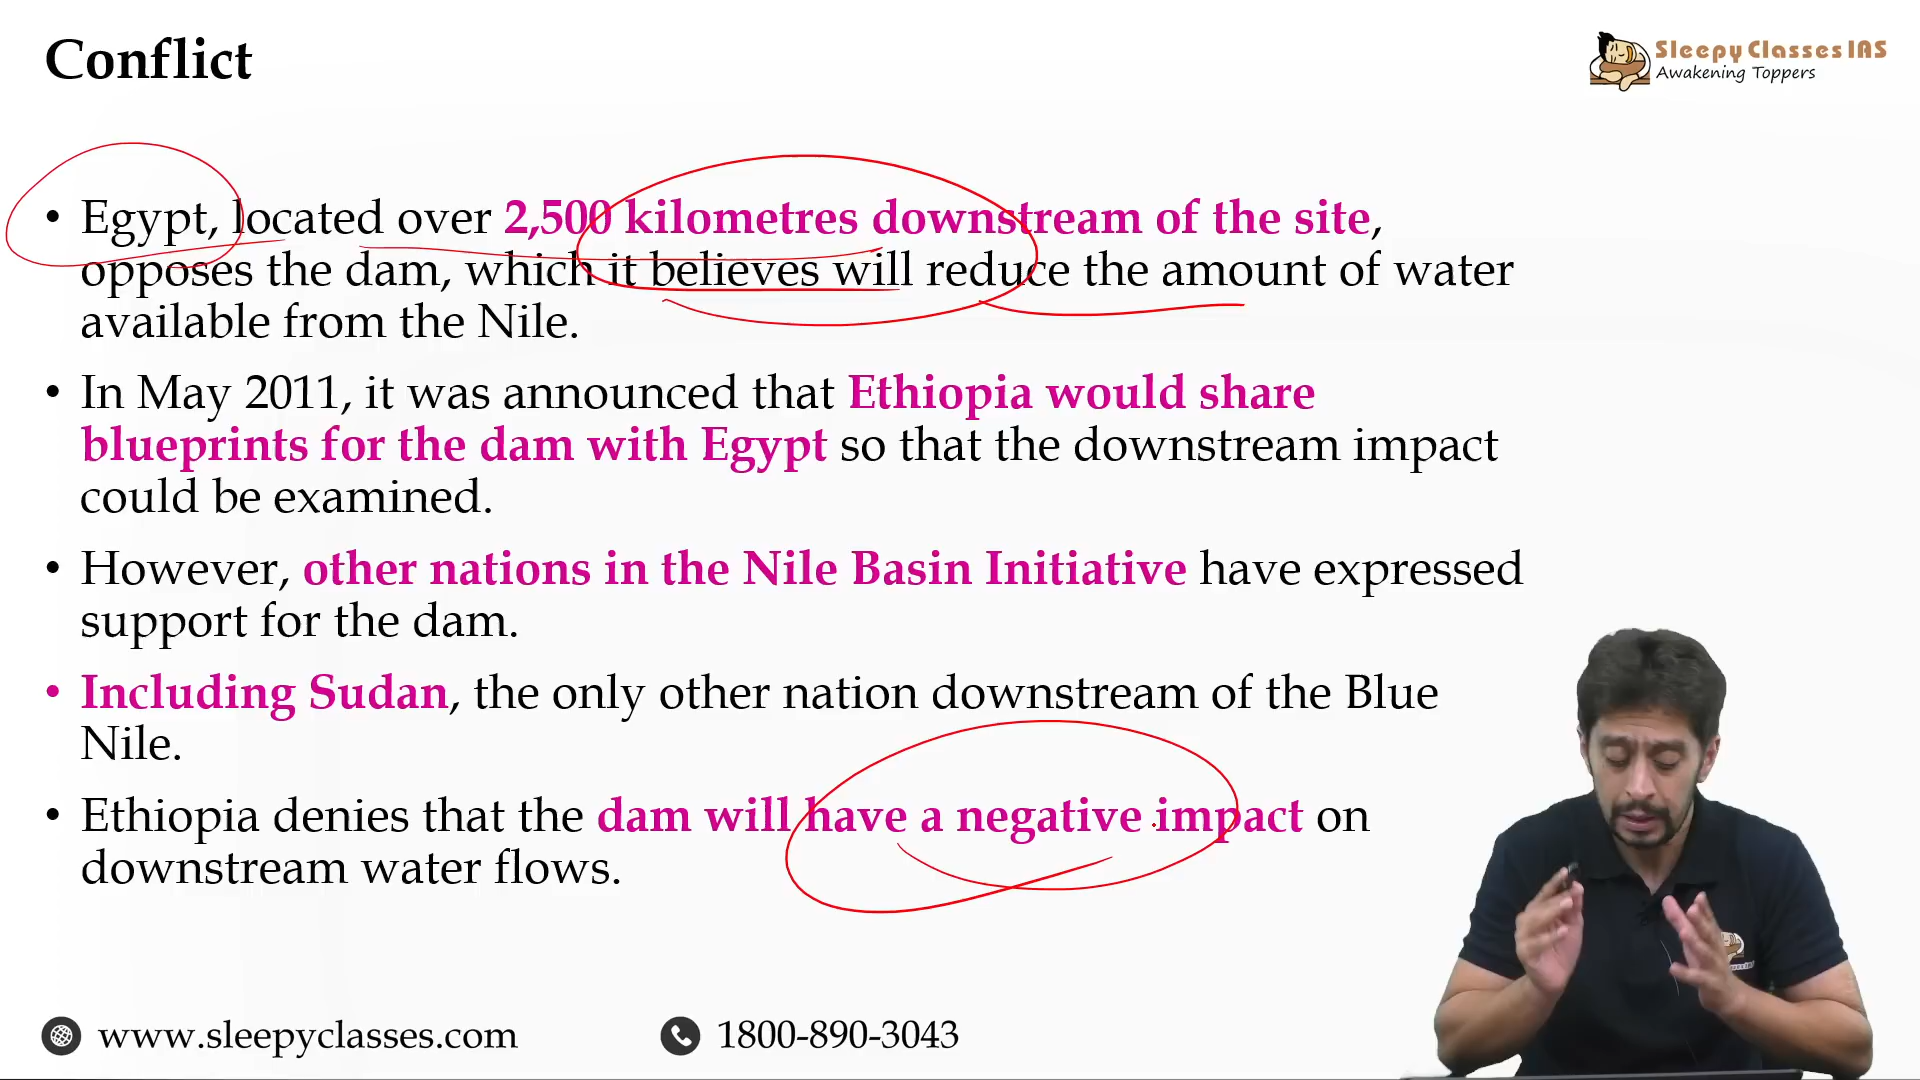 Conflict
Sleepy Classes IAS
Awakening Toppers
• Egypt, located over 2,500 kilometres downstream of the site,
opposes the dam, which it believes will reduce the amount of water
available from the Nile.
• In May 2011, it was announced that Ethiopia would share
blueprints for the dam with Egypt so that the downstream impact
could be examined.
• However, other nations in the Nile Basin Initiative have expressed
support for the dam.
• Including Sudan, the only other nation downstream of the Blue
Nile.
• Ethiopia denies that the dam will have a negative impact on
downstream water flows.
www.sleepyclasses.com
1800-890-3043